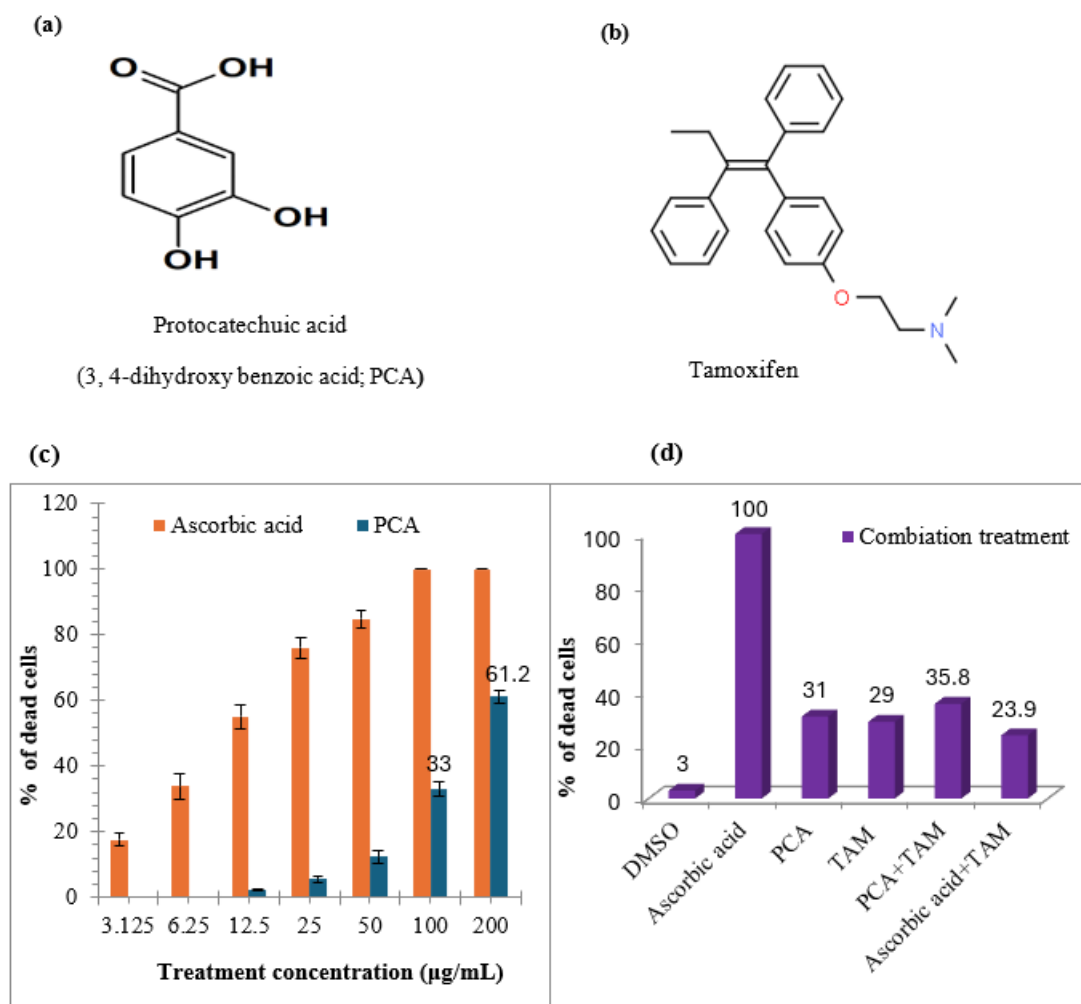 (a)
O
OH
OH
OH
Protocatechuic acid
(3, 4-dihydroxy benzoic acid; PCA)
(b)
O
N
Tamoxifen
(c)
120
100
80
60
40
20
0
% of dead cells
Ascorbic acid
PCA
33
61.2
3.125
6.25
12.5
25
50
100
200
Treatment concentration (µg/mL)
(d)
100
80
60
40
20
0
% of dead cells
Combiation treatment
3
100
31
29
35.8
23.9
DMSO
Ascorbic acid
PCA
TAM
PCA+TAM
Ascorbic acid+TAM